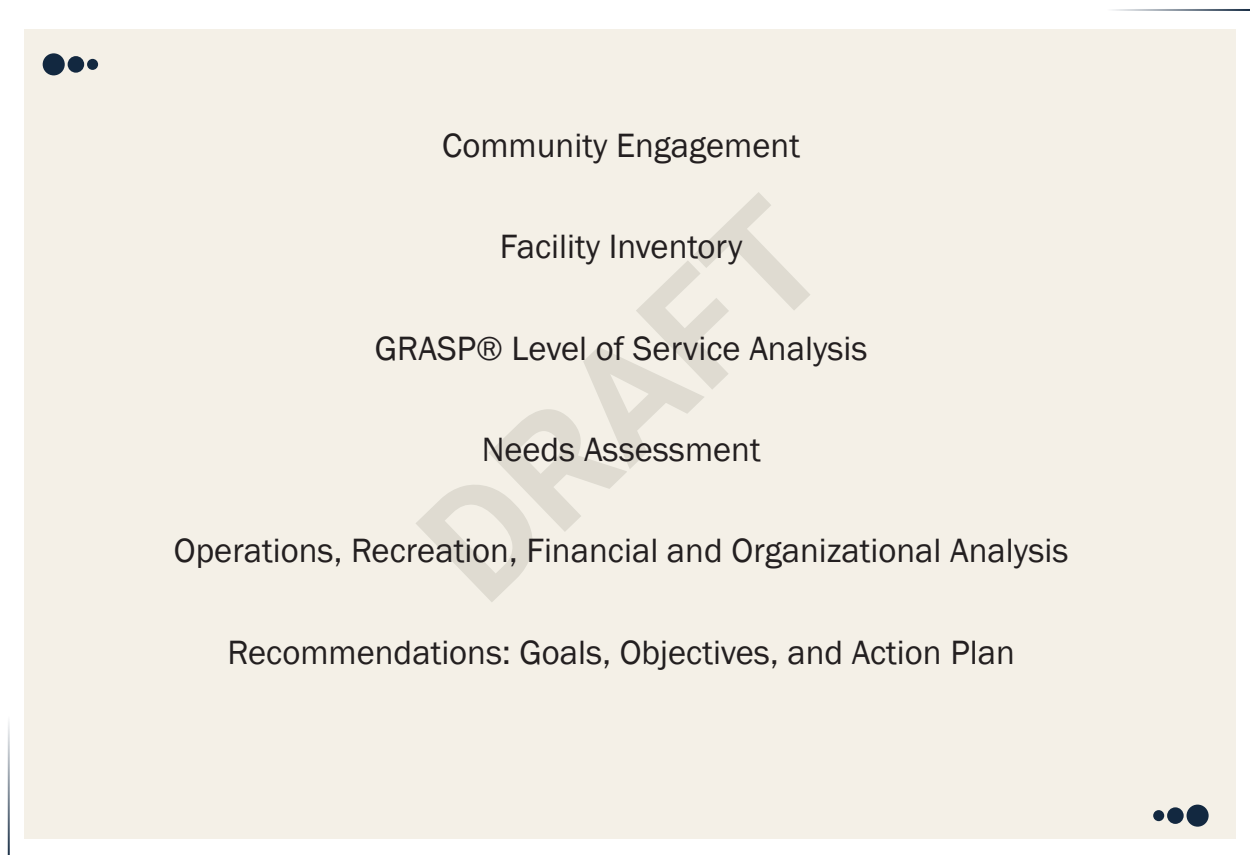 Community Engagement
Facility Inventory
GRASP® Level of Service Analysis
Needs Assessment
Operations, Recreation, Financial and Organizational Analysis
Recommendations: Goals, Objectives, and Action Plan
DRAFT